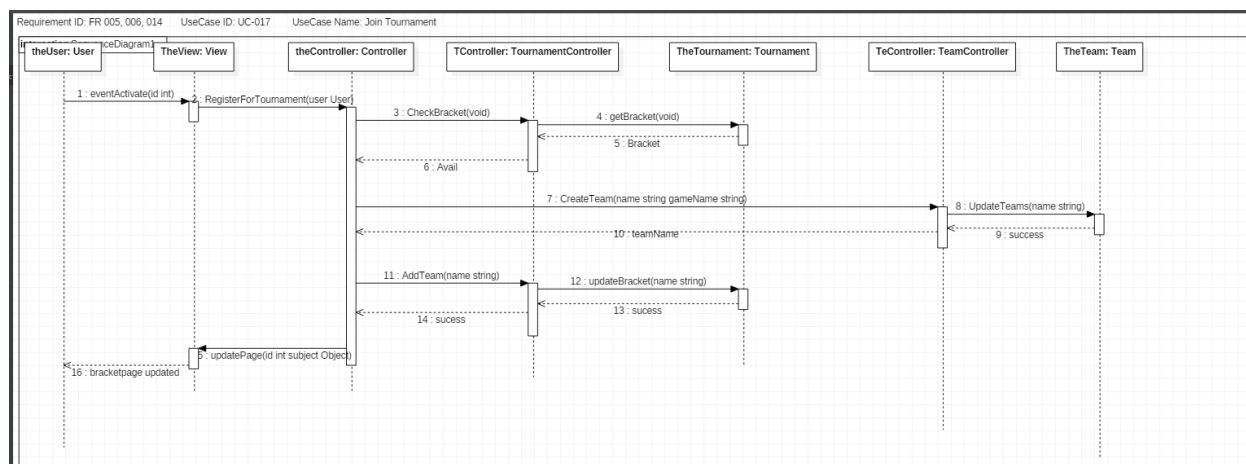 Requirement ID: FR 005, 006, 014 UseCase ID: UC-017 UseCase Name: Join Tournament
SequenceDiagram1
theUser: User
TheView: View
theController: Controller
TController: TournamentController
TheTournament: Tournament
TeController: TeamController
TheTeam: Team
1 : eventActivate(id int)
2 : RegisterForTournament(user User)
3 : CheckBracket(void)
4 : getBracket(void)
5 : Bracket
6 : Avail
7 : CreateTeam(name string gameName string)
8 : UpdateTeams(name string)
9 : success
10 : teamName
11 : AddTeam(name string)
12 : updateBracket(name string)
13 : sucess
14 : sucess
5 : updatePage(id int subject Object)
16 : bracketpage updated